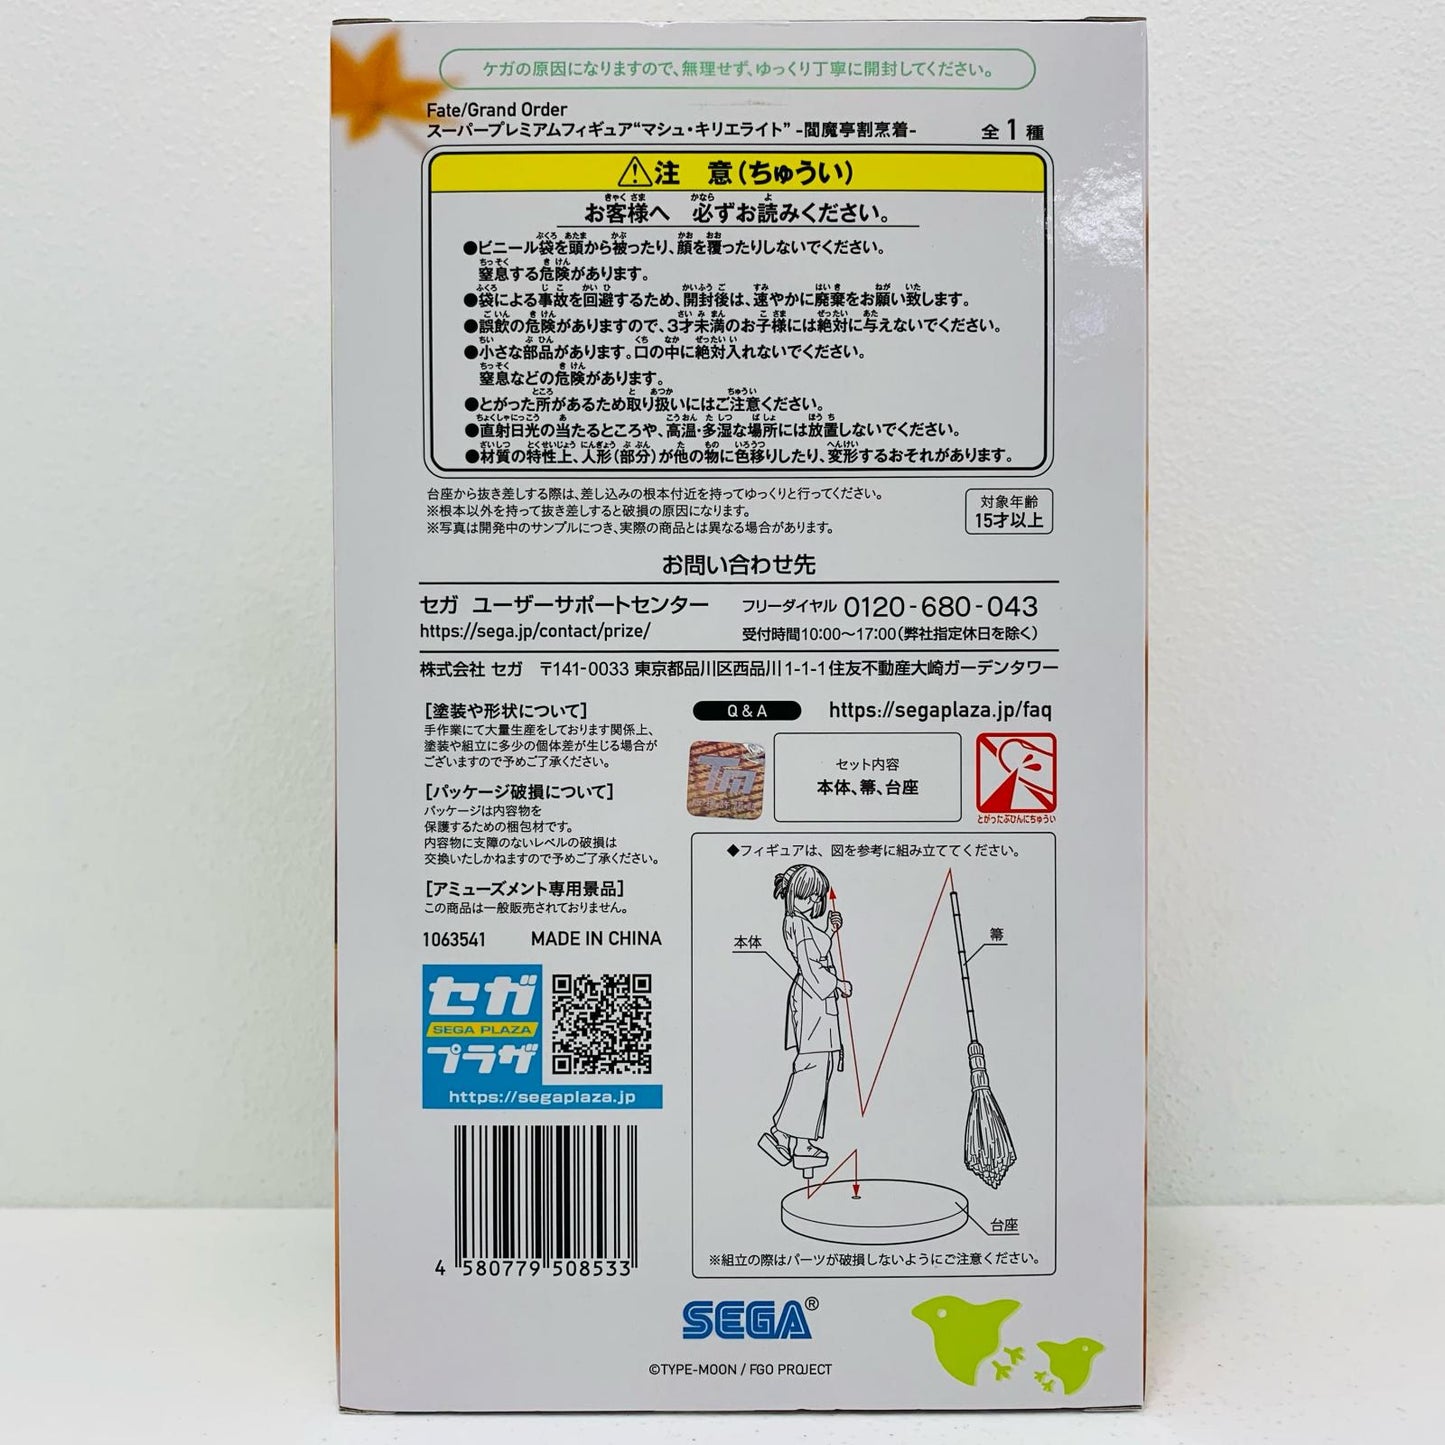 ケガの原因になりますので、無理せず、ゆっくり丁寧に開封してください。
Fate/Grand Order
スーパープレミアムフィギュア“マシュ・キリエライト” -閻魔亭割烹着-
全1種
⚠注 意(ちゅうい)
お客様へ 必ずお読みください。
●ビニール袋を頭から被ったり、顔を覆ったりしないでください。
窒息する危険があります。
●袋による事故を回避するため、開封後は、速やかに廃棄をお願い致します。
●誤飲の危険がありますので、3才未満のお子様には絶対に与えないでください。
●小さな部品があります。口の中に絶対入れないでください。
窒息などの危険があります。
●とがった所があるため取り扱いにはご注意ください。
●直射日光の当たるところや、高温・多湿な場所には放置しないでください。
●材質の特性上、人形(部分)が他の物に色移りしたり、変形するおそれがあります。
台座から抜き差しする際は、差し込みの根本付近を持ってゆっくりと行ってください。
※根本以外を持って抜き差しすると破損の原因になります。
※写真は開発中のサンプルにつき、実際の商品とは異なる場合があります。
対象年齢
15才以上
お問い合わせ先
セガ ユーザーサポートセンター
フリーダイヤル 0120-680-043
https://sega.jp/contact/prize/
受付時間10:00〜17:00(弊社指定休日を除く)
株式会社 セガ 〒141-0033 東京都品川区西品川1-1-1住友不動産大崎ガーデンタワー
[塗装や形状について]
手作業にて大量生産をしております関係上、
塗装や組立に多少の個体差が生じる場合が
ございますので予めご了承ください。
[パッケージ破損について]
パッケージは内容物を
保護するための梱包材です。
内容物に支障のないレベルの破損は
交換いたしかねますので予めご了承ください。
[アミューズメント専用景品]
この商品は一般販売されておりません。
1063541 MADE IN CHINA
セガ
SEGA PLAZA
プラザ
https://segaplaza.jp
4 580779 508533
Q&A https://segaplaza.jp/faq
TM
セット内容
本体、箒、台座
とがったぶひんにちゅうい
◆フィギュアは、図を参考に組み立ててください。
本体
箒
台座
※組立の際はパーツが破損しないようにご注意ください。
SEGA®
©TYPE-MOON / FGO PROJECT